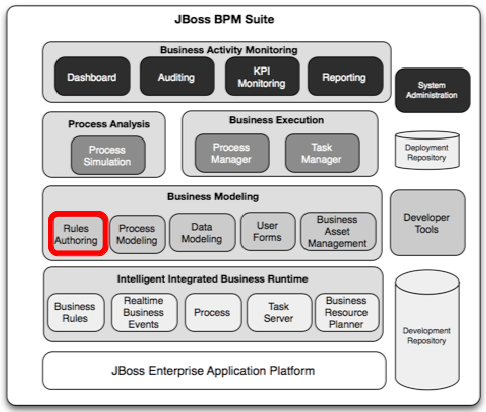 JBoss BPM Suite
Business Activity Monitoring
Dashboard
Auditing
KPI
Monitoring
Reporting
System
Administration
Process Analysis
Process
Simulation
Business Execution
Process
Manager
Task
Manager
Deployment
Repository
Business Modeling
Rules
Authoring
Process
Modeling
Data
Modeling
User
Forms
Business
Asset
Management
Developer
Tools
Intelligent Integrated Business Runtime
Business
Rules
Realtime
Business
Events
Process
Task
Server
Business
Resource
Planner
Development
Repository
JBoss Enterprise Application Platform